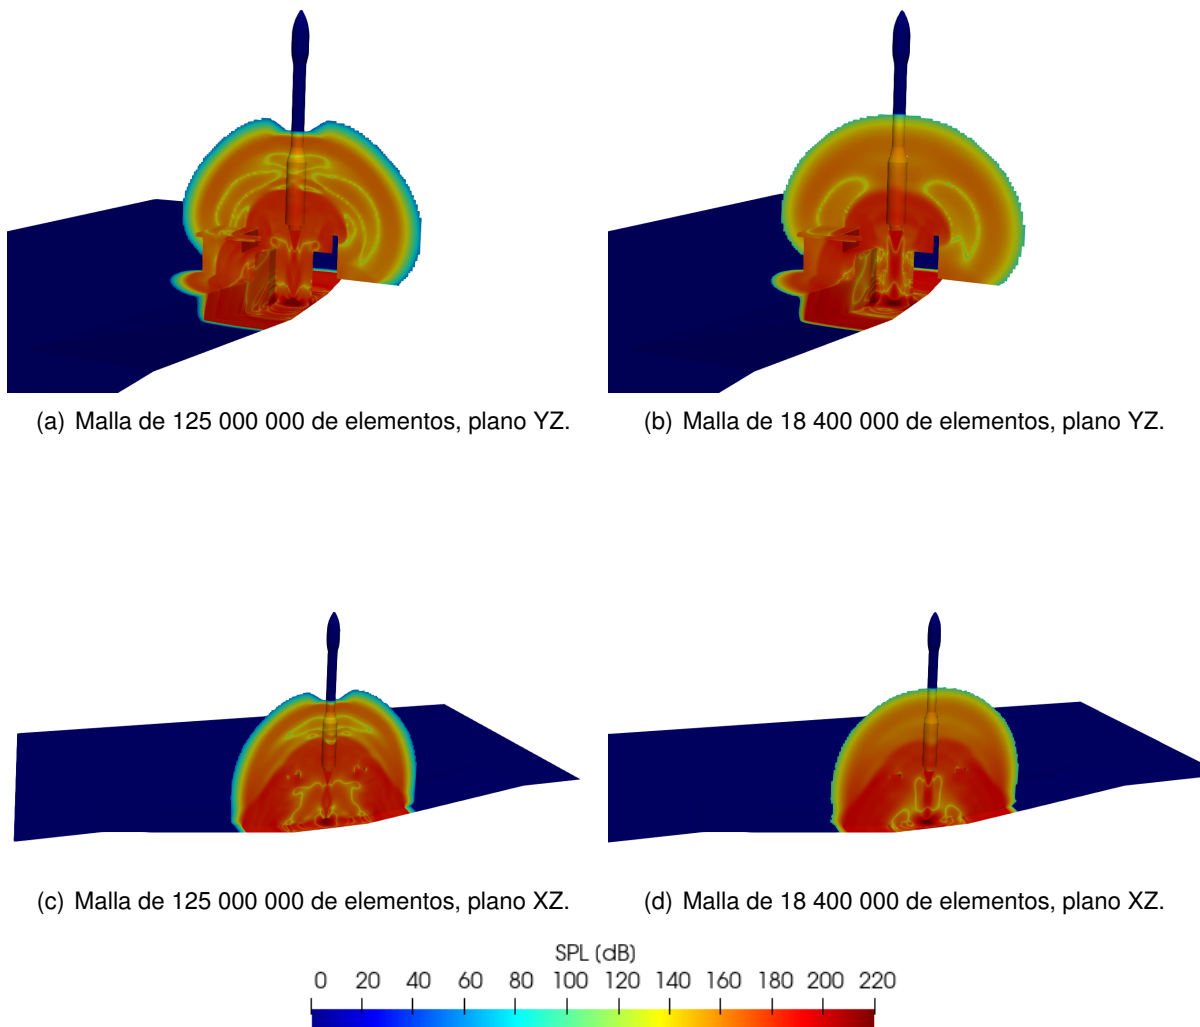 (a) Malla de 125 000 000 de elementos, plano YZ.
(b) Malla de 18 400 000 de elementos, plano YZ.
(c) Malla de 125 000 000 de elementos, plano XZ.
(d) Malla de 18 400 000 de elementos, plano XZ.
SPL (dB)
0 20 40 60 80 100 120 140 160 180 200 220